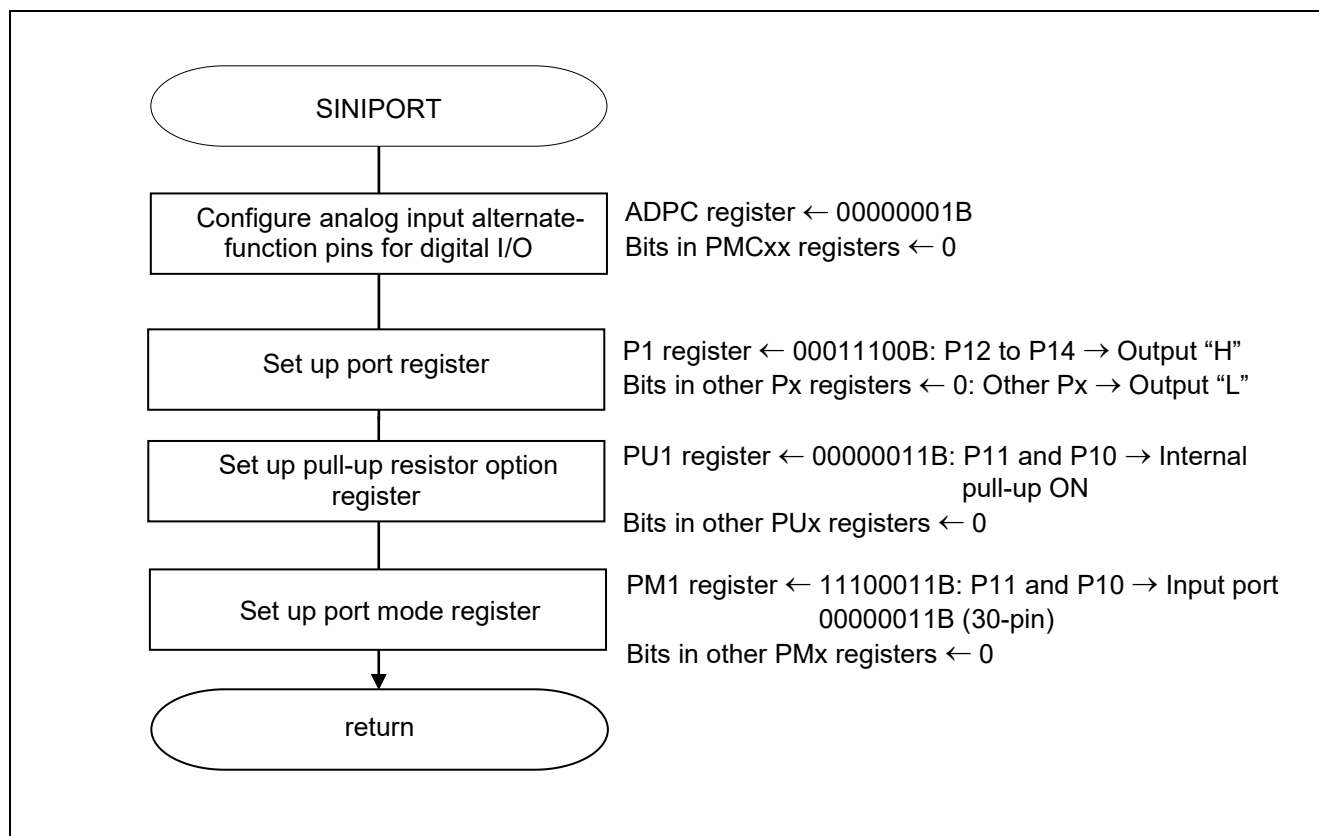 SINIPORT
Configure analog input alternate-
function pins for digital I/O
ADPC register ← 00000001B
Bits in PMCxx registers ← 0
Set up port register
P1 register ← 00011100B: P12 to P14 → Output “H”
Bits in other Px registers ← 0: Other Px → Output “L”
Set up pull-up resistor option
register
PU1 register ← 00000011B: P11 and P10 → Internal
pull-up ON
Bits in other PUx registers ← 0
Set up port mode register
PM1 register ← 11100011B: P11 and P10 → Input port
00000011B (30-pin)
Bits in other PMx registers ← 0
return